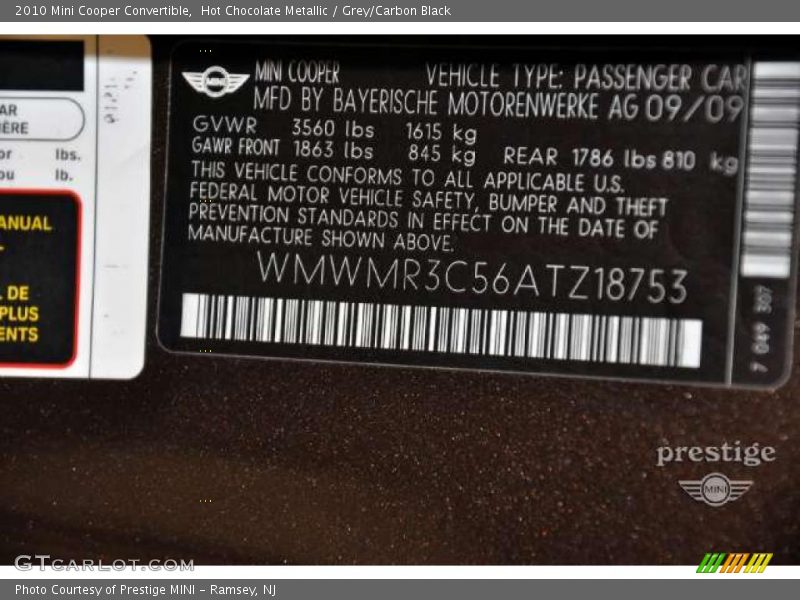 2010 Mini Cooper Convertible,  Hot Chocolate Metallic / Grey/Carbon Black
MINI
MINI COOPER VEHICLE TYPE: PASSENGER CAR
MFD BY BAYERISCHE MOTORENWERKE AG 09/09
GVWR 3560 lbs 1615 kg
GAWR FRONT 1863 lbs 845 kg REAR 1786 lbs 810 kg
THIS VEHICLE CONFORMS TO ALL APPLICABLE U.S.
FEDERAL MOTOR VEHICLE SAFETY, BUMPER AND THEFT
PREVENTION STANDARDS IN EFFECT ON THE DATE OF
MANUFACTURE SHOWN ABOVE.
WMWMR3C56ATZ18753
7 049 307
AR
IÈRE
or lbs.
ou lb.
ANUAL
. DE
PLUS
ENTS
prestige
MINI
GTCARLOT.COM
Photo Courtesy of Prestige MINI - Ramsey, NJ